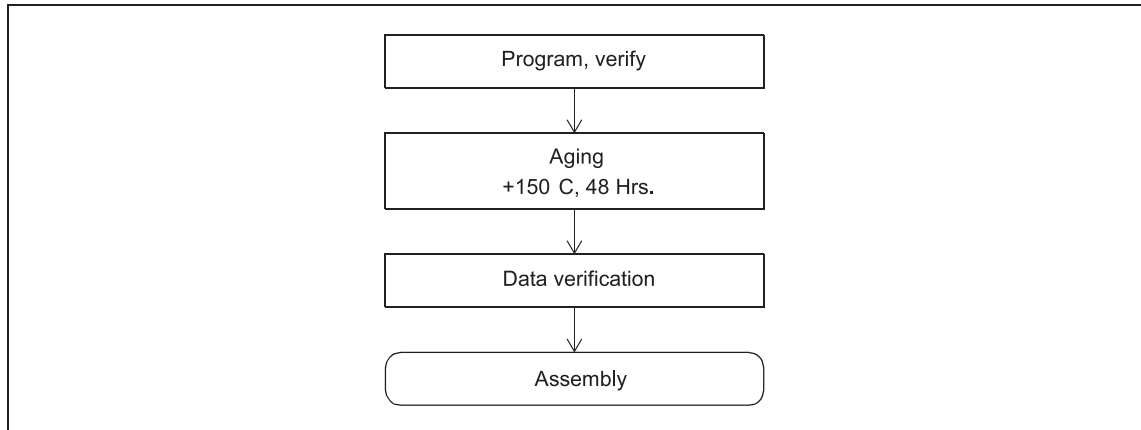 Program, verify
Aging
+150 C, 48 Hrs.
Data verification
Assembly